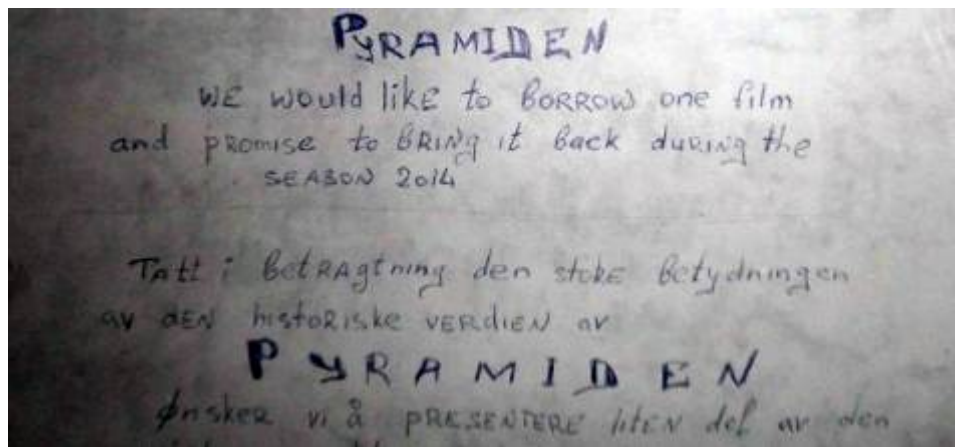 PYRAMIDEN
WE would like to BORROW one film
and promise to BRING it back during the
SEASON 2014
Tatt i betragtning den stoRE betydningen
av dEN histoRiske VERdiEN av
PYRAMIDEN
Ønsker vi å PRESENTERE liten del av den